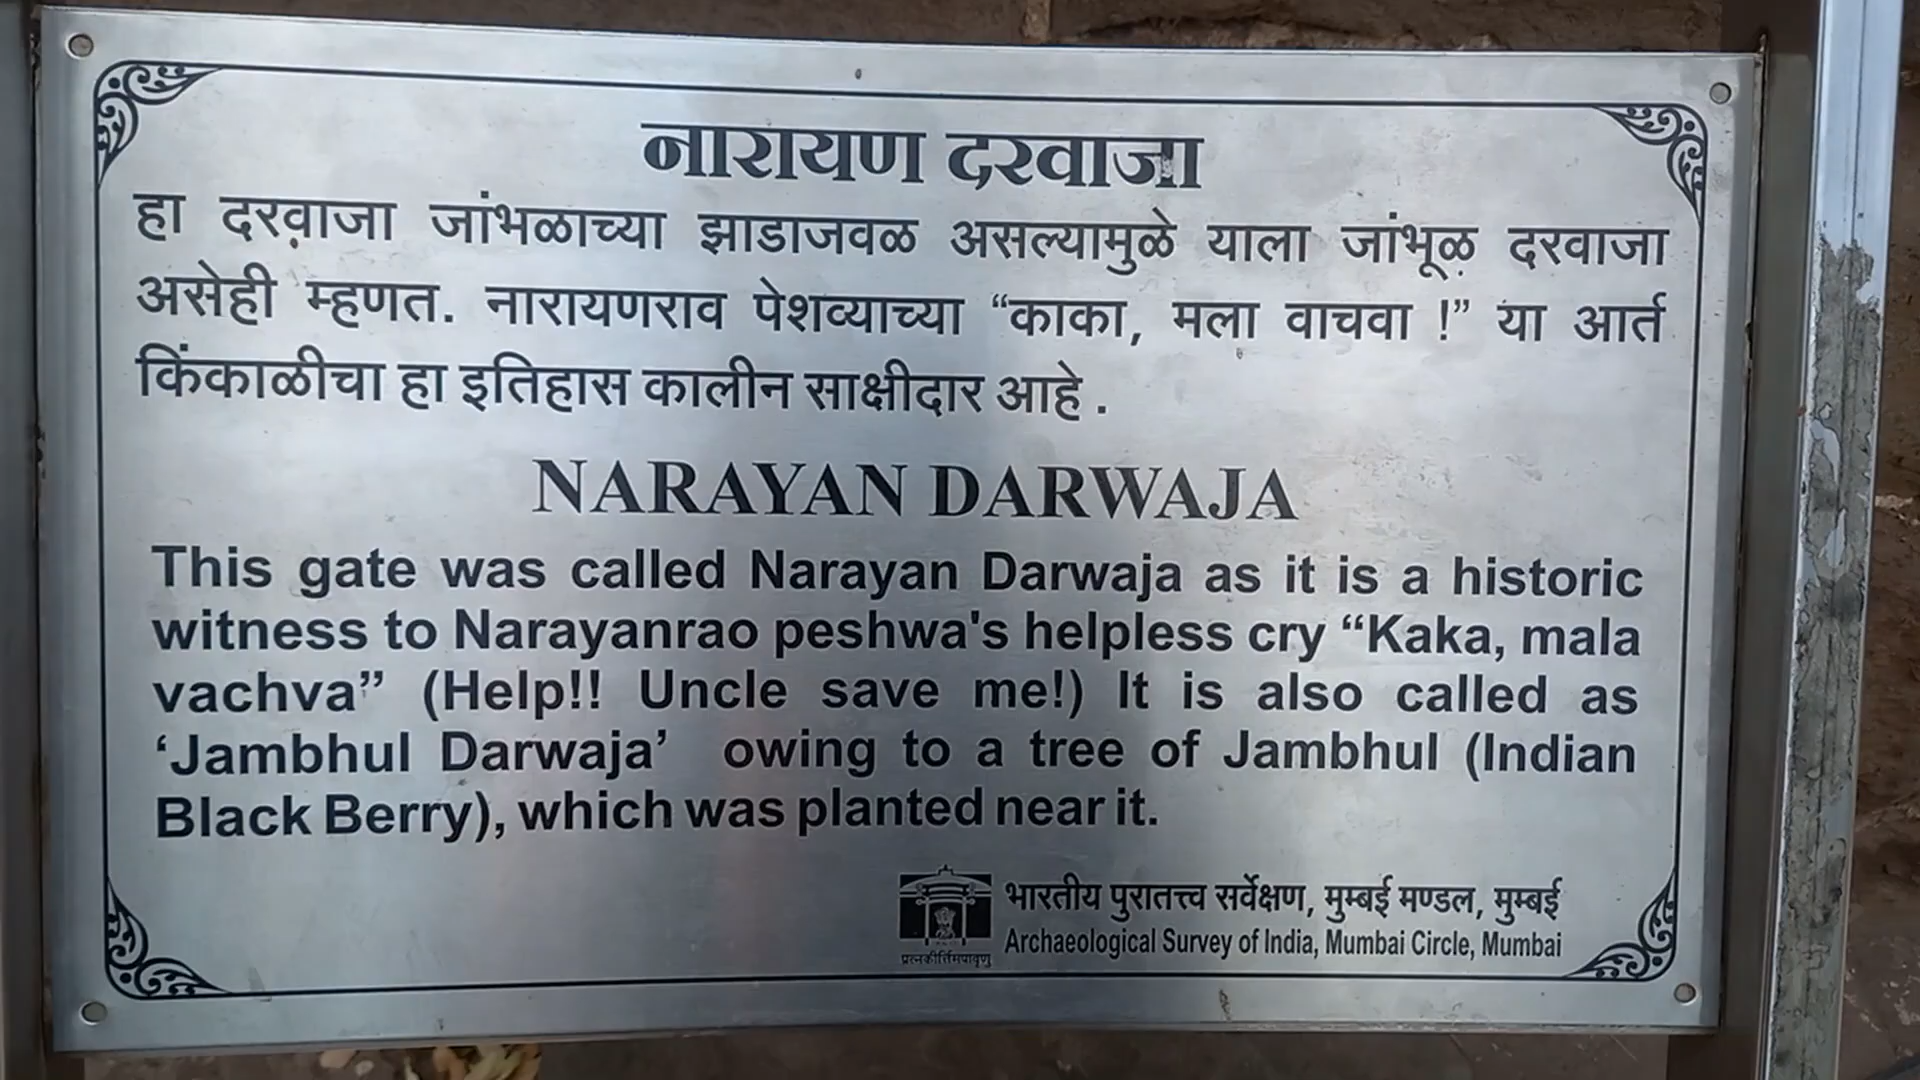 नारायण दरवाजा
हा दरवाजा जांभळाच्या झाडाजवळ असल्यामुळे याला जांभूळ दरवाजा
असेही म्हणत. नारायणराव पेशव्याच्या “काका, मला वाचवा !” या आर्त
किंकाळीचा हा इतिहास कालीन साक्षीदार आहे .
NARAYAN DARWAJA
This gate was called Narayan Darwaja as it is a historic
witness to Narayanrao peshwa's helpless cry “Kaka, mala
vachva” (Help!! Uncle save me!) It is also called as
‘Jambhul Darwaja’ owing to a tree of Jambhul (Indian
Black Berry), which was planted near it.
भारतीय पुरातत्त्व सर्वेक्षण, मुम्बई मण्डल, मुम्बई
Archaeological Survey of India, Mumbai Circle, Mumbai
प्रत्नकीर्त्तिमपावृणु